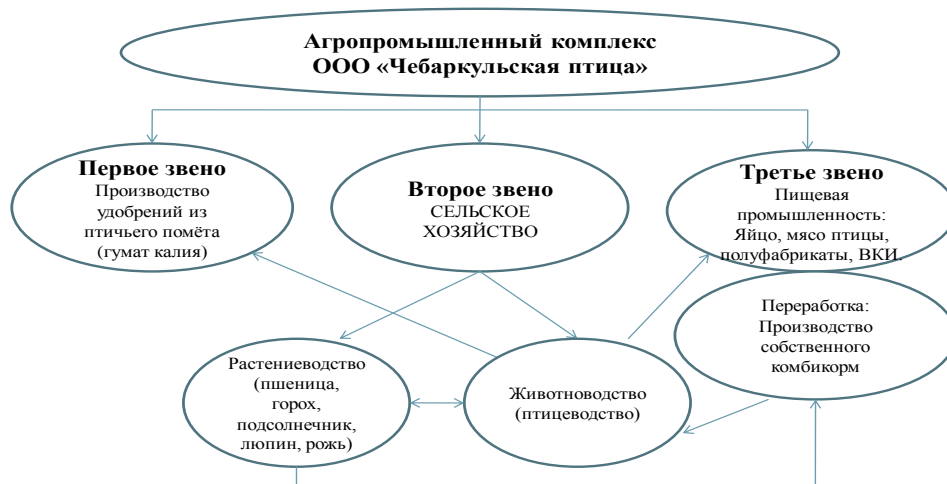 Агропромышленный комплекс
ООО «Чебаркульская птица»
Первое звено
Производство
удобрений из
птичьего помёта
(гумат калия)
Второе звено
СЕЛЬСКОЕ
ХОЗЯЙСТВО
Третье звено
Пищевая
промышленность:
Яйцо, мясо птицы,
полуфабрикаты, ВКИ.
Переработка:
Производство
собственного
комбикорм
Растениеводство
(пшеница,
горох,
подсолнечник,
люпин, рожь)
Животноводство
(птицеводство)